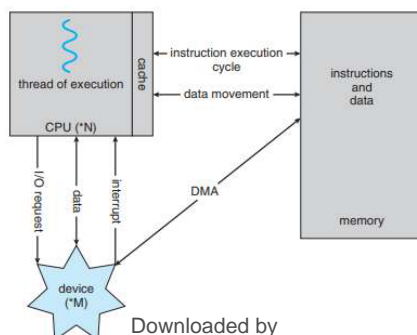 thread of execution
CPU (*N)
cache
instruction execution
cycle
data movement
instructions
and
data
memory
I/O request
data
interrupt
DMA
device
(*M)
Downloaded by